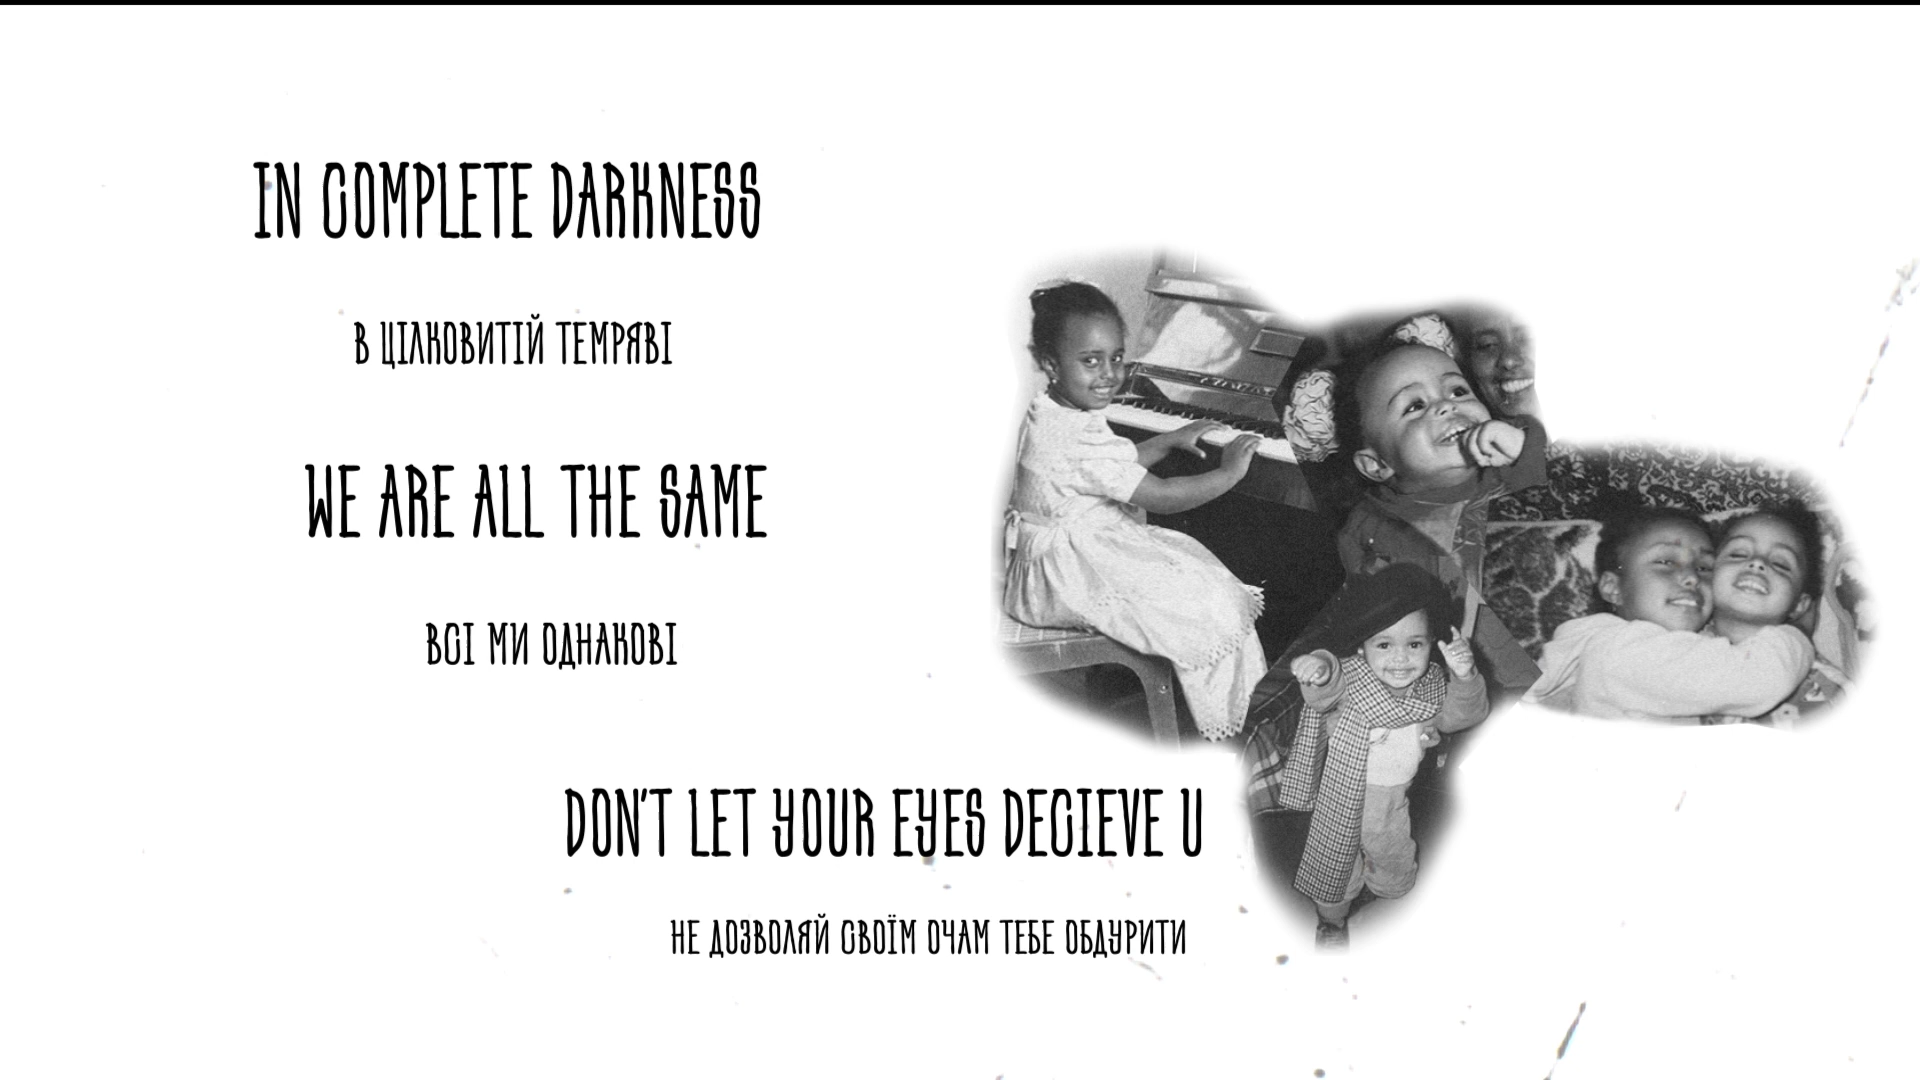 IN COMPLETE DARKNESS
В ЦІЛКОВИТІЙ ТЕМРЯВІ
WE ARE ALL THE SAME
ВСІ МИ ОДНАКОВІ
DON'T LET YOUR EYES DECIEVE U
НЕ ДОЗВОЛЯЙ СВОЇМ ОЧАМ ТЕБЕ ОБДУРИТИ